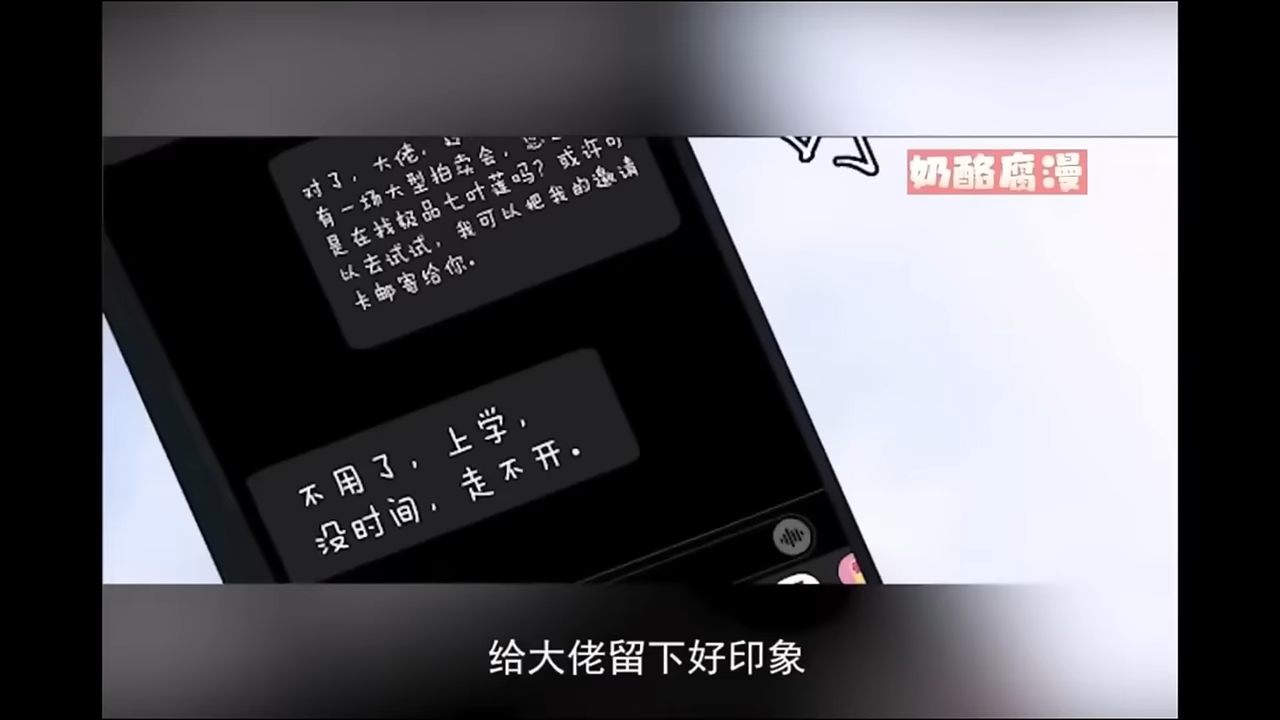 奶酪腐漫
对了，大佬，
有一场大型拍卖会，您
是在找极品七叶莲吗？或许可
以去试试，我可以把我的邀请
卡邮寄给你。
不用了，上学，
没时间，走不开。
给大佬留下好印象